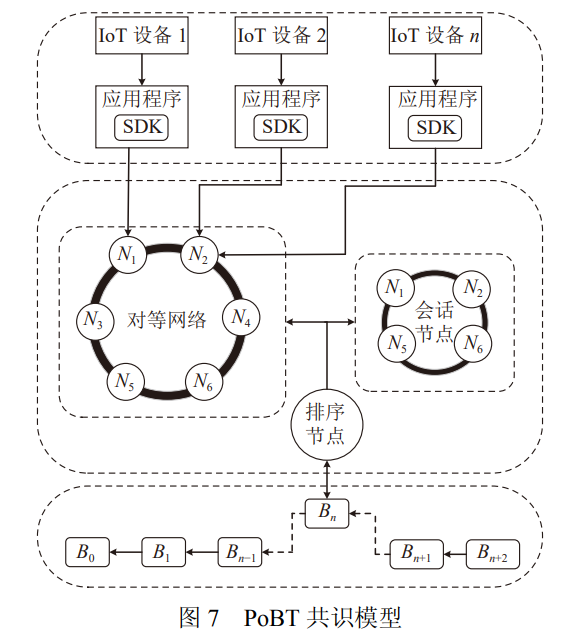 IoT 设备 1
IoT 设备 2
IoT 设备 n
应用程序
SDK
应用程序
SDK
应用程序
SDK
N₁
N₂
N₃
对等网络
N₄
N₅
N₆
N₁
N₂
会话
节点
N₅
N₆
排序
节点
Bₙ
B₀
B₁
Bₙ₋₁
Bₙ₊₁
Bₙ₊₂
图 7 PoBT 共识模型